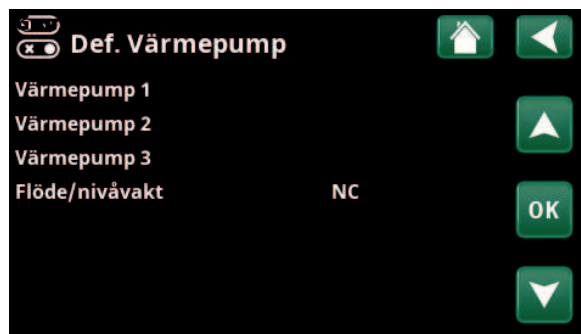 Def. Värmepump
Värmepump 1
Värmepump 2
Värmepump 3
Flöde/nivåvakt NC
OK